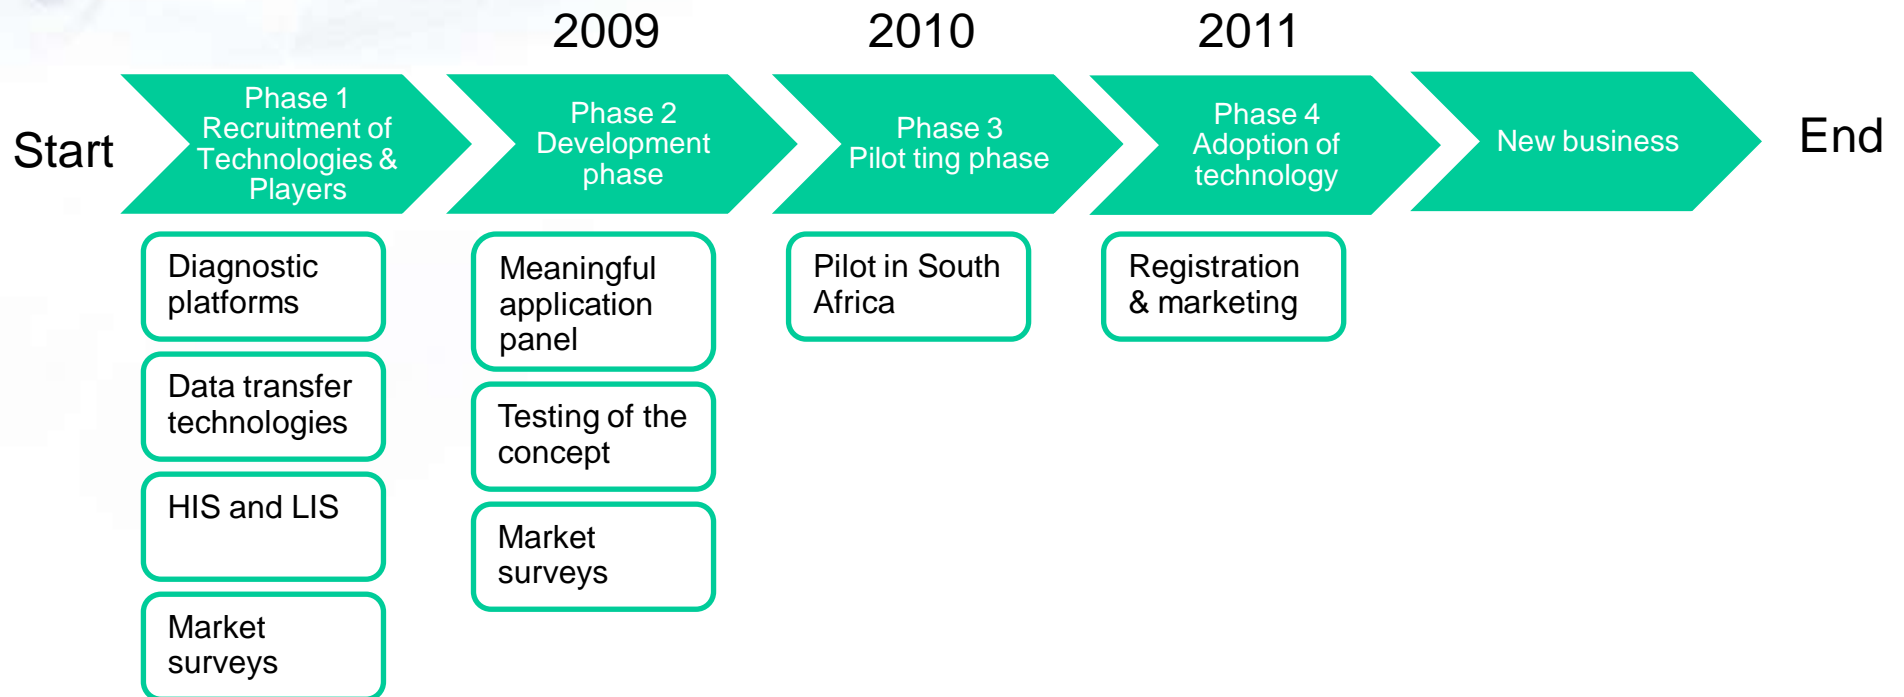 2009
2010
2011
Start
Phase 1
Recruitment of
Technologies &
Players
Phase 2
Development
phase
Phase 3
Pilot ting phase
Phase 4
Adoption of
technology
New business
End
Diagnostic
platforms
Data transfer
technologies
HIS and LIS
Market
surveys
Meaningful
application
panel
Testing of the
concept
Market
surveys
Pilot in South
Africa
Registration
& marketing